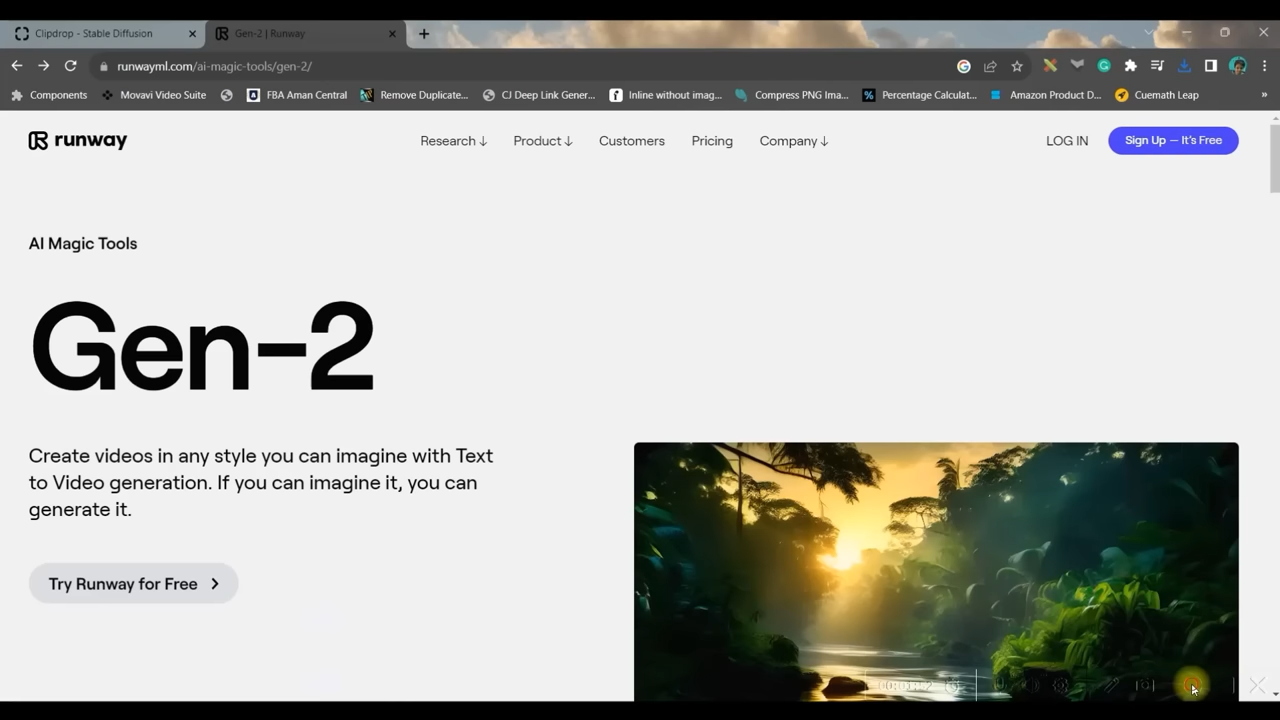 Clipdrop - Stable Diffusion
Gen-2 | Runway
runwayml.com/ai-magic-tools/gen-2/
Components
Movavi Video Suite
FBA Aman Central
Remove Duplicate...
CJ Deep Link Gener...
Inline without imag...
Compress PNG Ima...
Percentage Calculat...
Amazon Product D...
Cuemath Leap
»
runway
Research ↓
Product ↓
Customers
Pricing
Company ↓
LOG IN
Sign Up — It's Free
AI Magic Tools
Gen-2
Create videos in any style you can imagine with Text
to Video generation. If you can imagine it, you can
generate it.
Try Runway for Free >